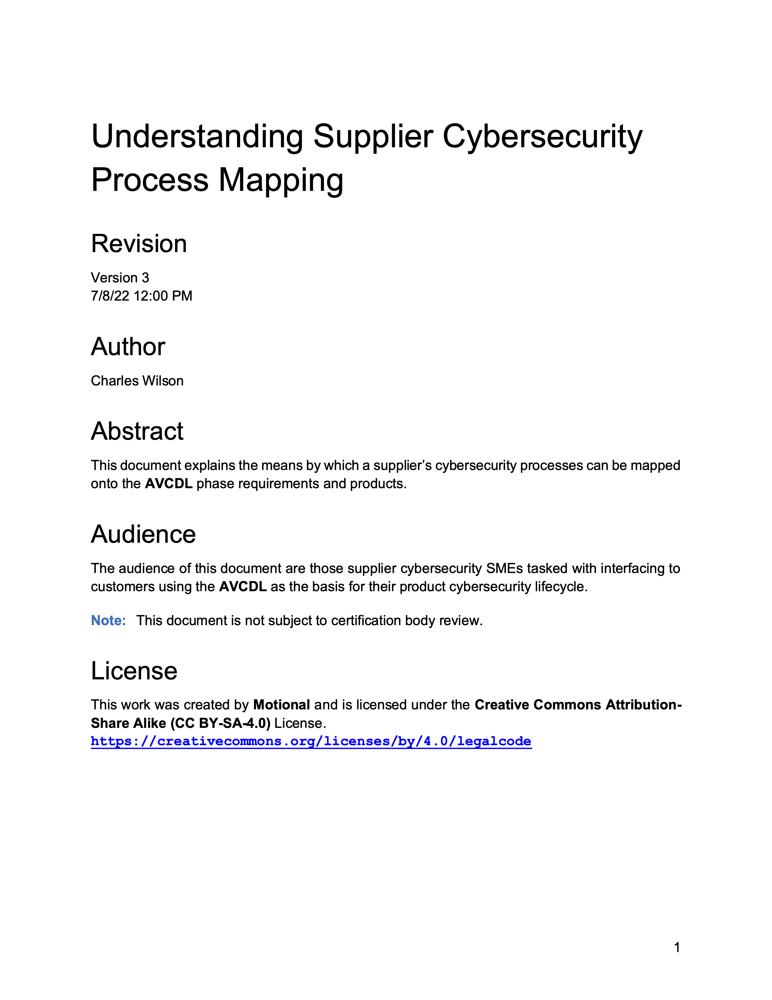 Understanding Supplier Cybersecurity
Process Mapping
Revision
Version 3
7/8/22 12:00 PM
Author
Charles Wilson
Abstract
This document explains the means by which a supplier’s cybersecurity processes can be mapped
onto the AVCDL phase requirements and products.
Audience
The audience of this document are those supplier cybersecurity SMEs tasked with interfacing to
customers using the AVCDL as the basis for their product cybersecurity lifecycle.
Note: This document is not subject to certification body review.
License
This work was created by Motional and is licensed under the Creative Commons Attribution-
Share Alike (CC BY-SA-4.0) License.
https://creativecommons.org/licenses/by/4.0/legalcode
1